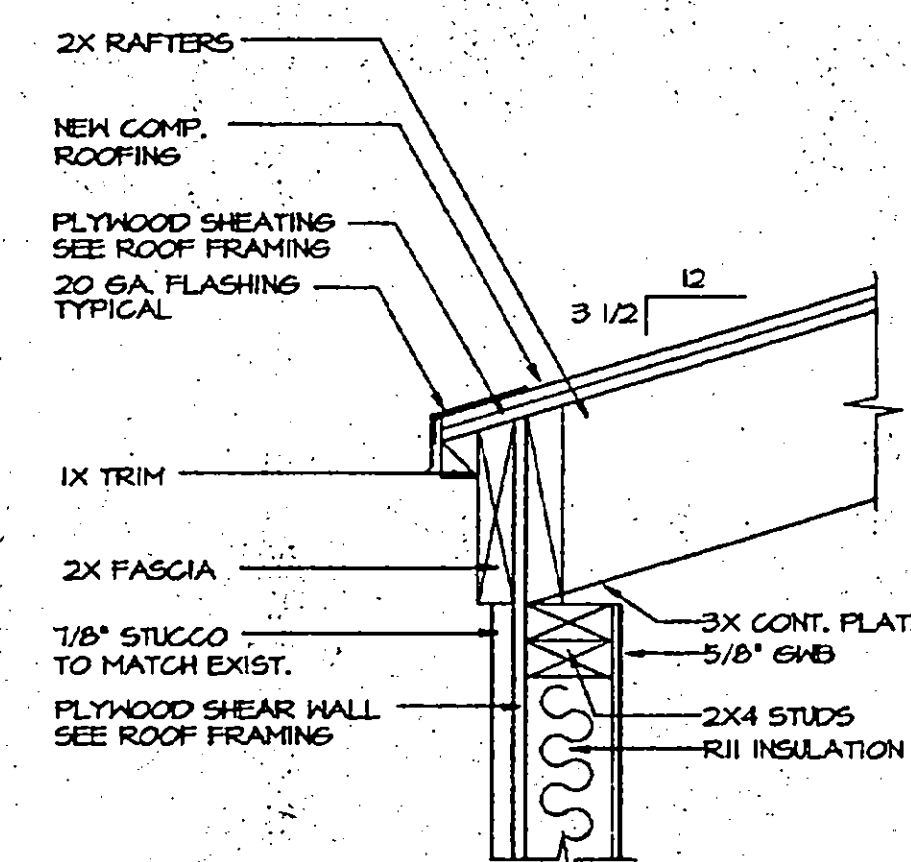 2X RAFTERS
NEW COMP.
ROOFING
PLYWOOD SHEATING
SEE ROOF FRAMING
20 GA. FLASHING
TYPICAL
12
3 1/2
1X TRIM
2X FASCIA
7/8" STUCCO
TO MATCH EXIST.
PLYWOOD SHEAR WALL
SEE ROOF FRAMING
3X CONT. PLAT
5/8" GWB
2X4 STUDS
R11 INSULATION